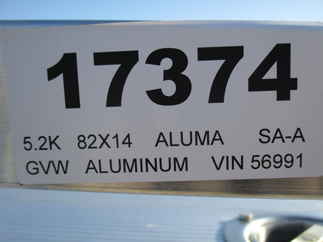 17374
5.2K 82X14 ALUMA SA-A
GVW ALUMINUM VIN 56991